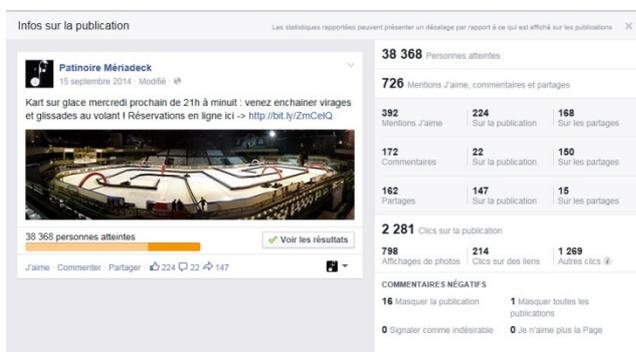 Infos sur la publication
Les statistiques rapportées peuvent présenter un décalage par rapport à ce qui est affiché sur les publications
Patinoire Mériadeck
15 septembre 2014 · Modifié ·
Kart sur glace mercredi prochain de 21h à minuit : venez enchainer virages
et glissades au volant ! Réservations en ligne ici -> http://bit.ly/ZmCelQ
38 368 personnes atteintes
Voir les résultats
J'aime · Commenter · Partager · 224 22 147
38 368 Personnes atteintes
726 Mentions J'aime, commentaires et partages
392 224 168
Mentions J'aime Sur la publication Sur les partages
172 22 150
Commentaires Sur la publication Sur les partages
162 147 15
Partages Sur la publication Sur les partages
2 281 Clics sur la publication
798 214 1 269
Affichages de photos Clics sur des liens Autres clics
COMMENTAIRES NÉGATIFS
16 Masquer la publication 1 Masquer toutes les
publications
0 Signaler comme indésirable 0 Je n'aime plus la Page